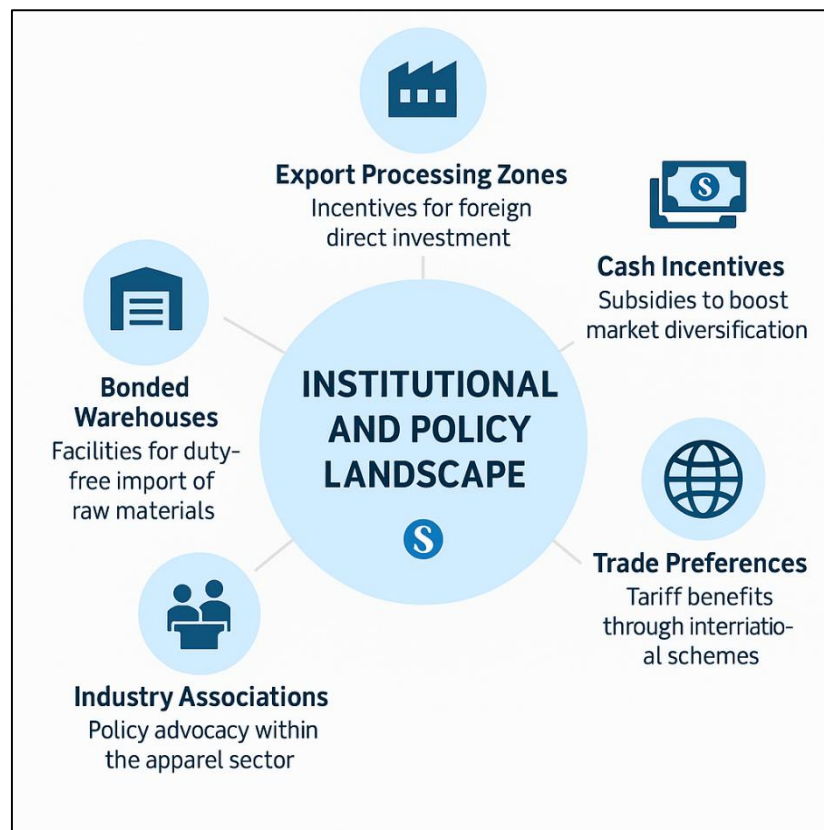 Export Processing Zones
Incentives for foreign
direct investment
S
Cash Incentives
Subsidies to boost
market diversification
Bonded
Warehouses
Facilities for duty-
free import of
raw materials
INSTITUTIONAL
AND POLICY
LANDSCAPE
S
Trade Preferences
Tariff benefits
through interriatio-
al schemes
Industry Associations
Policy advocacy within
the apparel sector